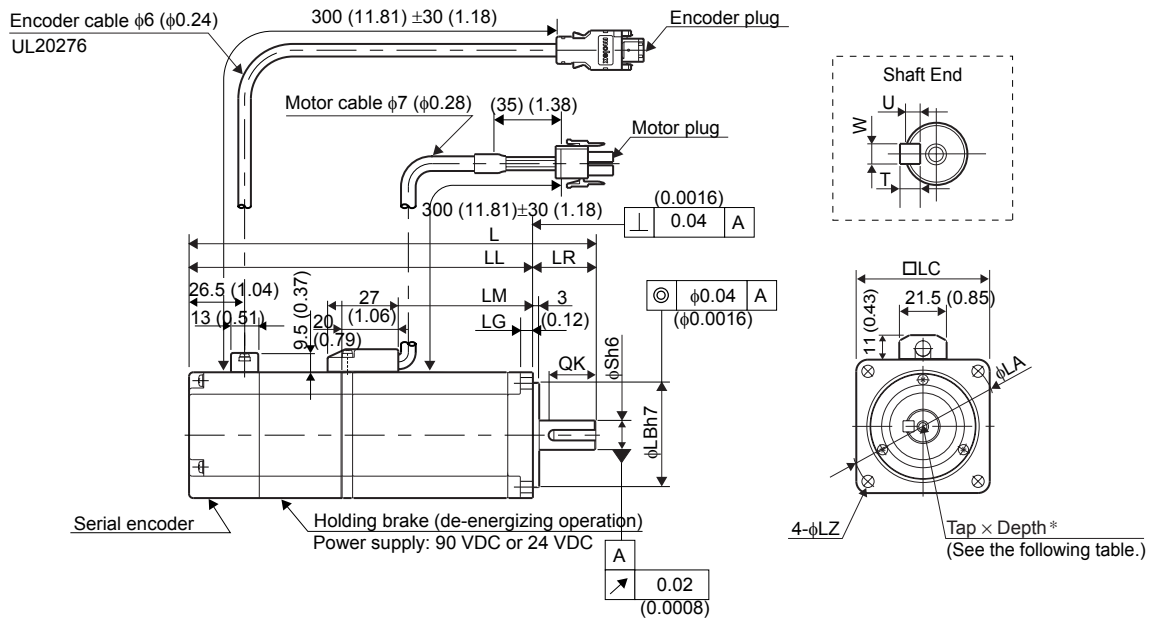 Encoder cable ϕ6 (ϕ0.24)
UL20276
300 (11.81) ±30 (1.18)
Encoder plug
molex
Motor cable ϕ7 (ϕ0.28)
(35) (1.38)
Motor plug
300 (11.81)±30 (1.18)
(0.0016)
⊥ 0.04 A
Shaft End
U
W
T
L
LL
LR
26.5 (1.04)
13 (0.51)
9.5 (0.37)
27
(1.06)
20
(0.79)
LM
LG
3
(0.12)
◎ ϕ0.04 A
(ϕ0.0016)
QK
ϕSh6
ϕLBh7
□LC
21.5 (0.85)
11 (0.43)
ϕLA
4-ϕLZ
Tap × Depth*
(See the following table.)
Serial encoder
Holding brake (de-energizing operation)
Power supply: 90 VDC or 24 VDC
A
↗ 0.02
(0.0008)